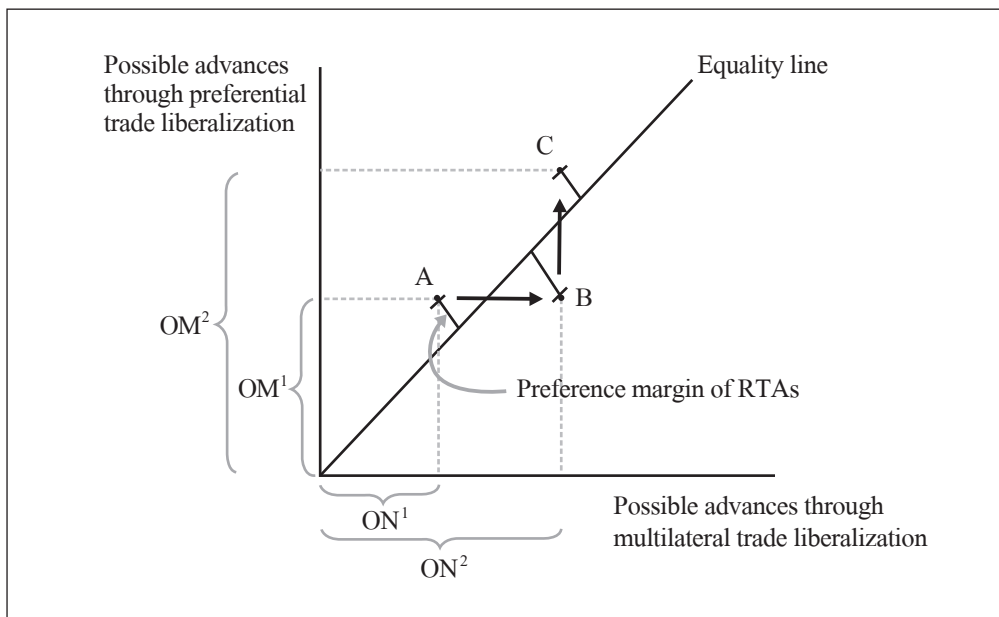 Possible advances
through preferential
trade liberalization
Equality line
C
A
B
OM²
OM¹
Preference margin of RTAs
ON¹
ON²
Possible advances through
multilateral trade liberalization